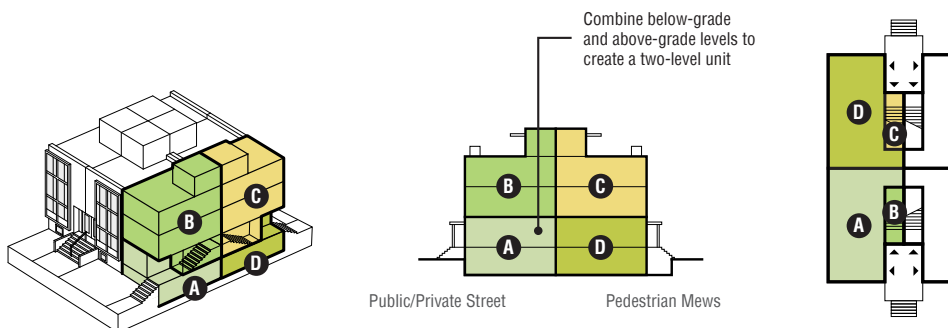 Combine below-grade
and above-grade levels to
create a two-level unit
B
C
A
D
B
C
A
D
Public/Private Street
Pedestrian Mews
D
C
B
A